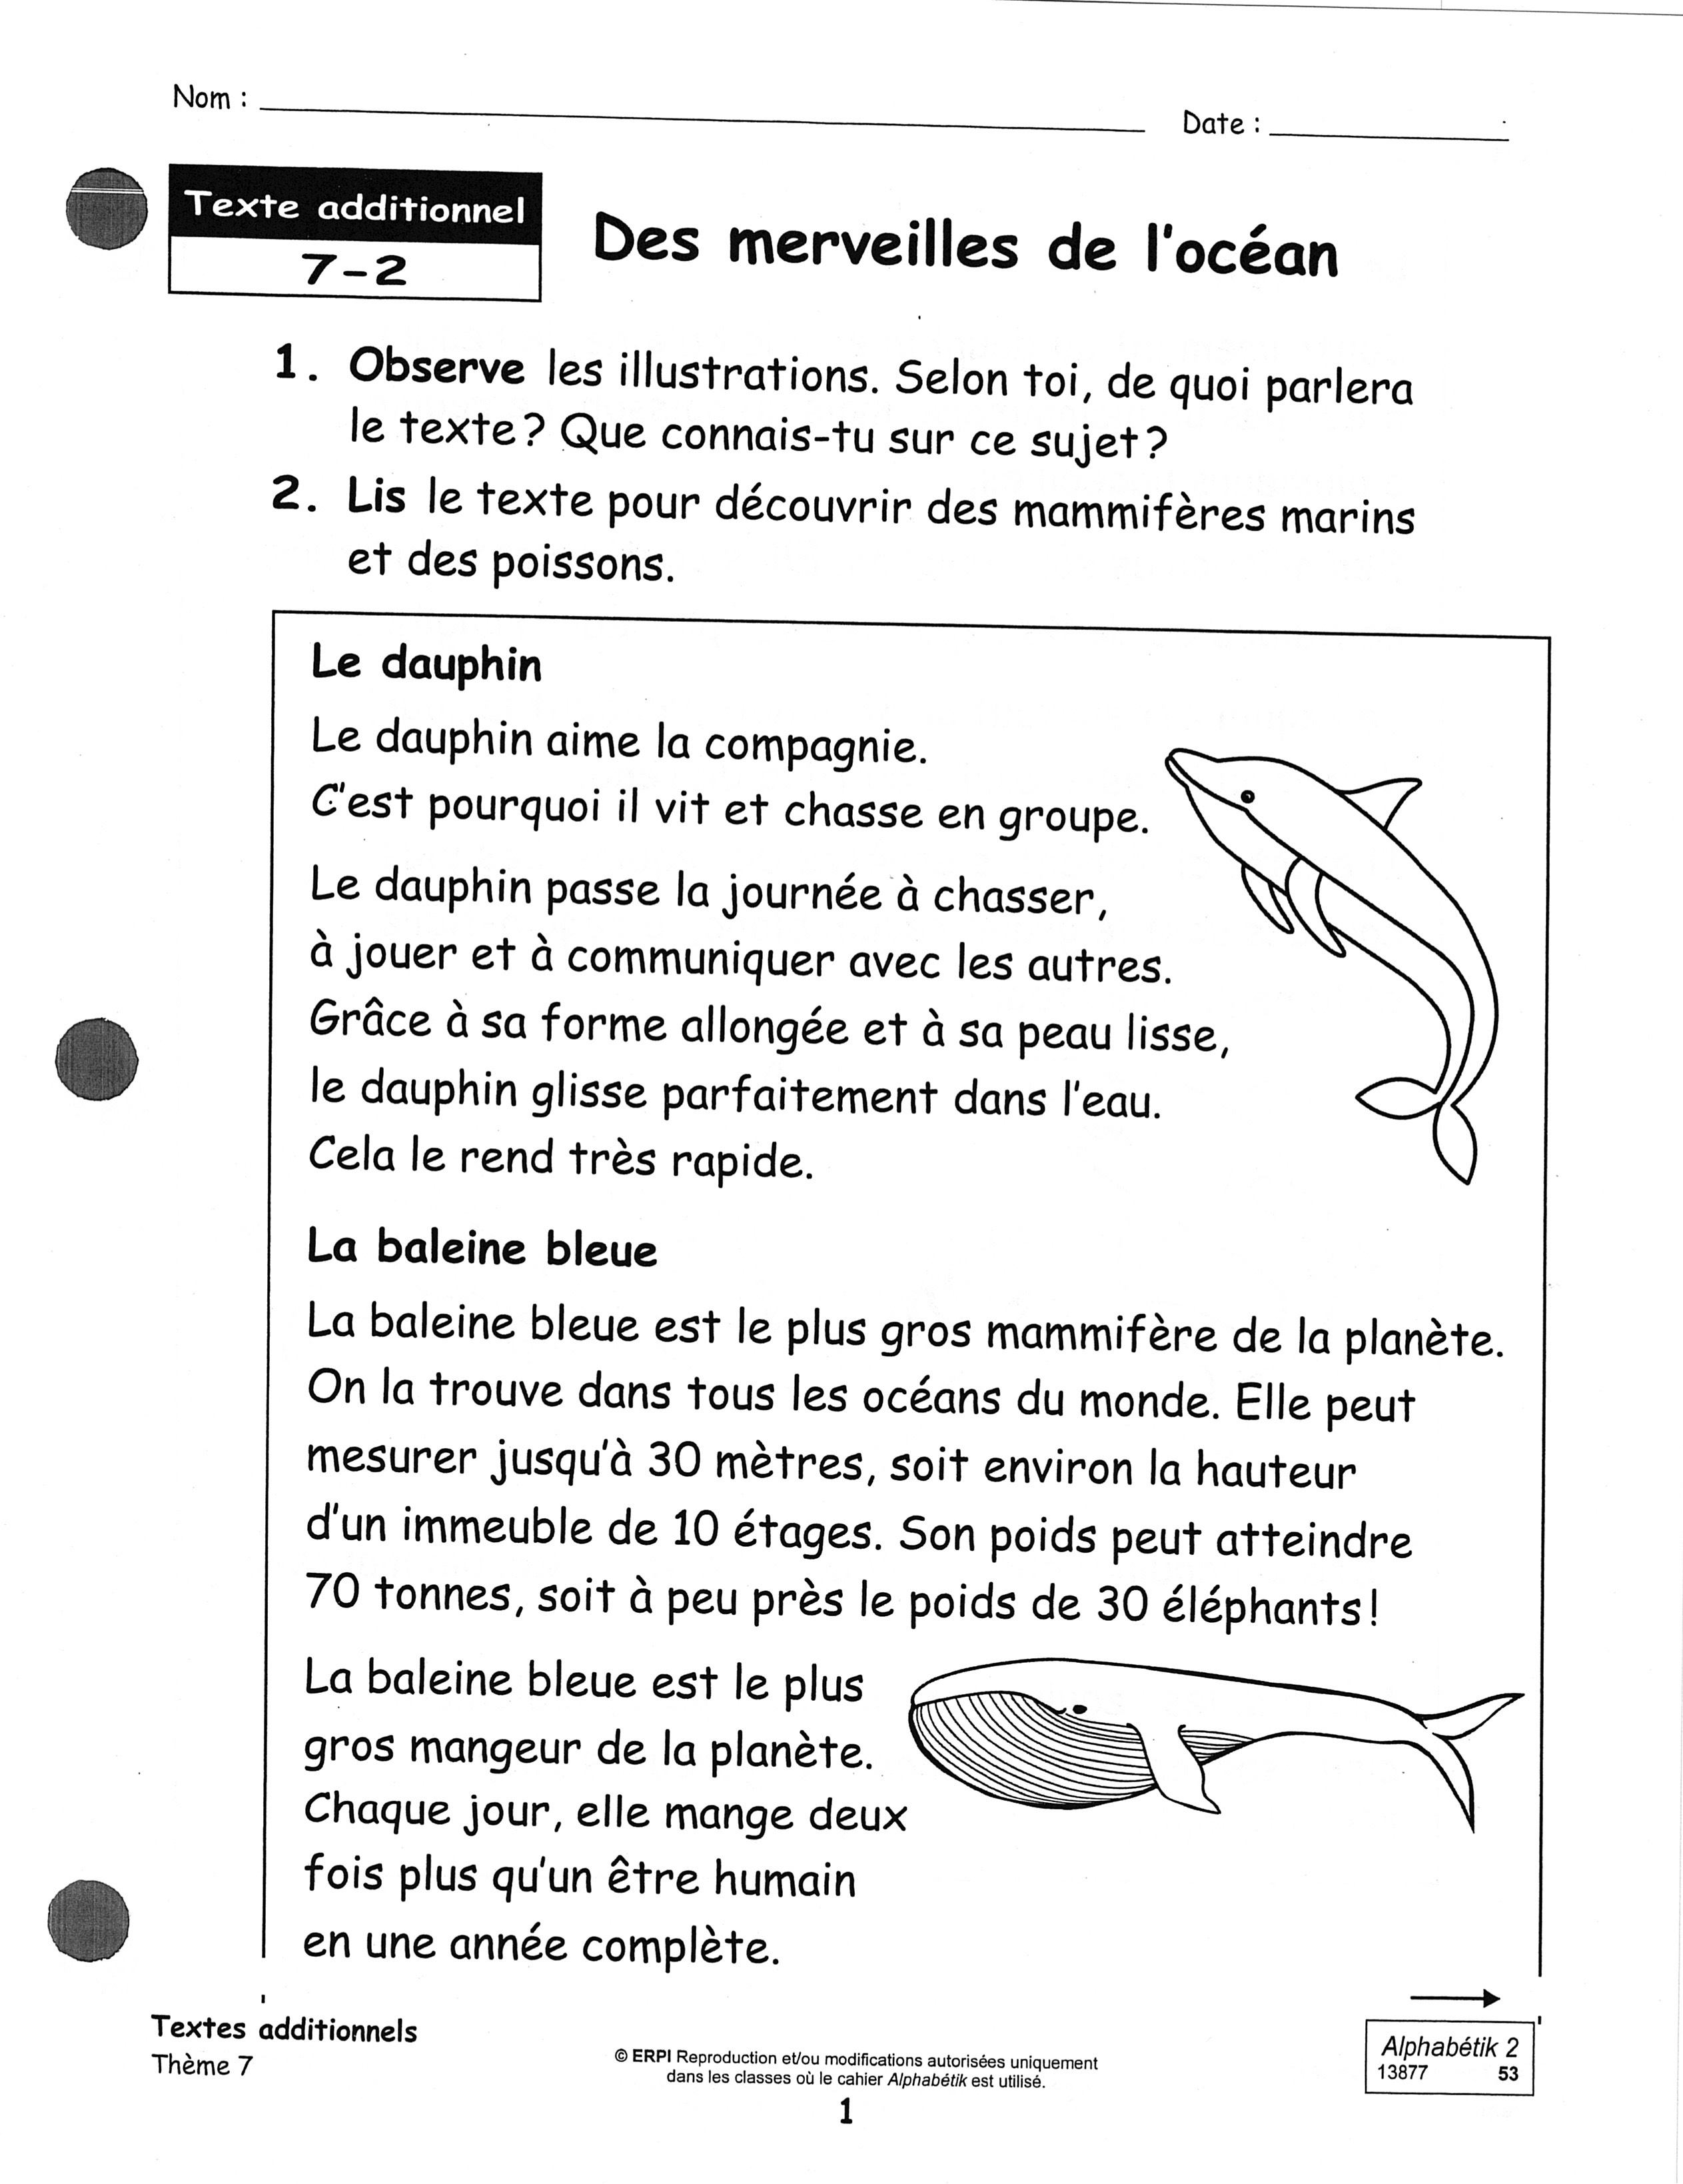 Nom :
Date :
Texte additionnel
7-2
Des merveilles de l'océan
1. Observe les illustrations. Selon toi, de quoi parlera
le texte? Que connais-tu sur ce sujet?
2. Lis le texte pour découvrir des mammifères marins
et des poissons.
Le dauphin
Le dauphin aime la compagnie.
C'est pourquoi il vit et chasse en groupe.
Le dauphin passe la journée à chasser,
à jouer et à communiquer avec les autres.
Grâce à sa forme allongée et à sa peau lisse,
le dauphin glisse parfaitement dans l'eau.
Cela le rend très rapide.
La baleine bleue
La baleine bleue est le plus gros mammifère de la planète.
On la trouve dans tous les océans du monde. Elle peut
mesurer jusqu'à 30 mètres, soit environ la hauteur
d'un immeuble de 10 étages. Son poids peut atteindre
70 tonnes, soit à peu près le poids de 30 éléphants!
La baleine bleue est le plus
gros mangeur de la planète.
Chaque jour, elle mange deux
fois plus qu'un être humain
en une année complète.
Textes additionnels
Thème 7
© ERPI Reproduction et/ou modifications autorisées uniquement
dans les classes où le cahier Alphabétik est utilisé.
Alphabétik 2
13877 53
1